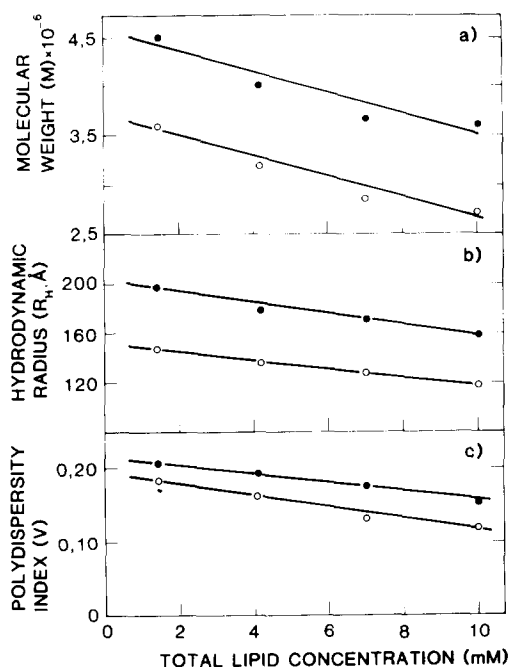 a)
MOLECULAR
WEIGHT (M)×10⁻⁶
4,5
3,5
2,5
b)
HYDRODYNAMIC
RADIUS (R_H, Å)
200
160
120
c)
POLYDISPERSITY
INDEX (V)
0,20
0,10
0
0 2 4 6 8 10
TOTAL LIPID CONCENTRATION (mM)